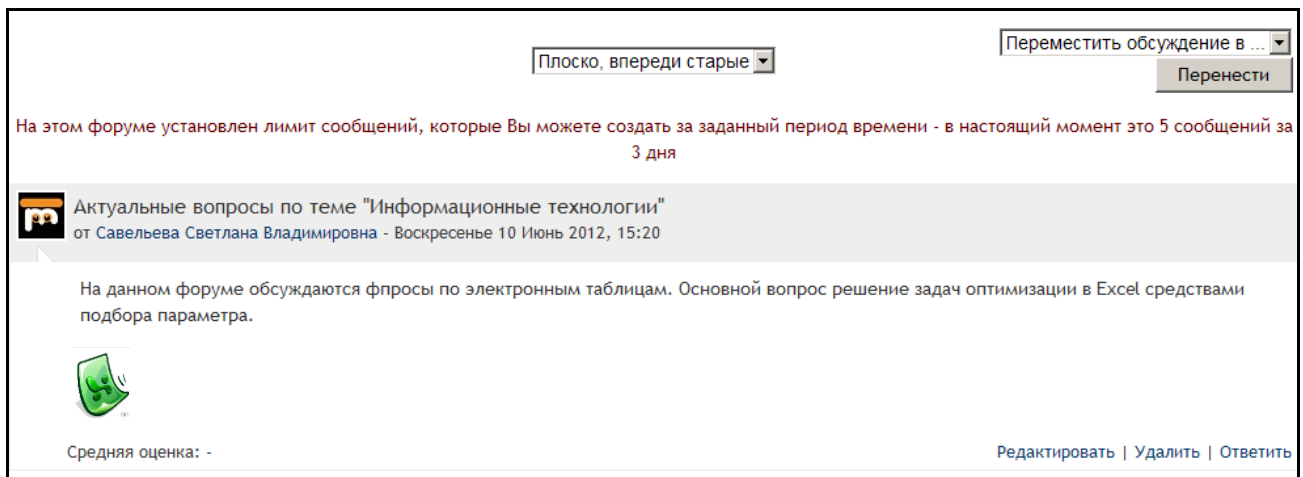 Переместить обсуждение в ...
Плоско, впереди старые
Перенести
На этом форуме установлен лимит сообщений, которые Вы можете создать за заданный период времени - в настоящий момент это 5 сообщений за
3 дня
Актуальные вопросы по теме "Информационные технологии"
от Савельева Светлана Владимировна - Воскресенье 10 Июнь 2012, 15:20
На данном форуме обсуждаются фпросы по электронным таблицам. Основной вопрос решение задач оптимизации в Excel средствами
подбора параметра.
Средняя оценка: -
Редактировать | Удалить | Ответить